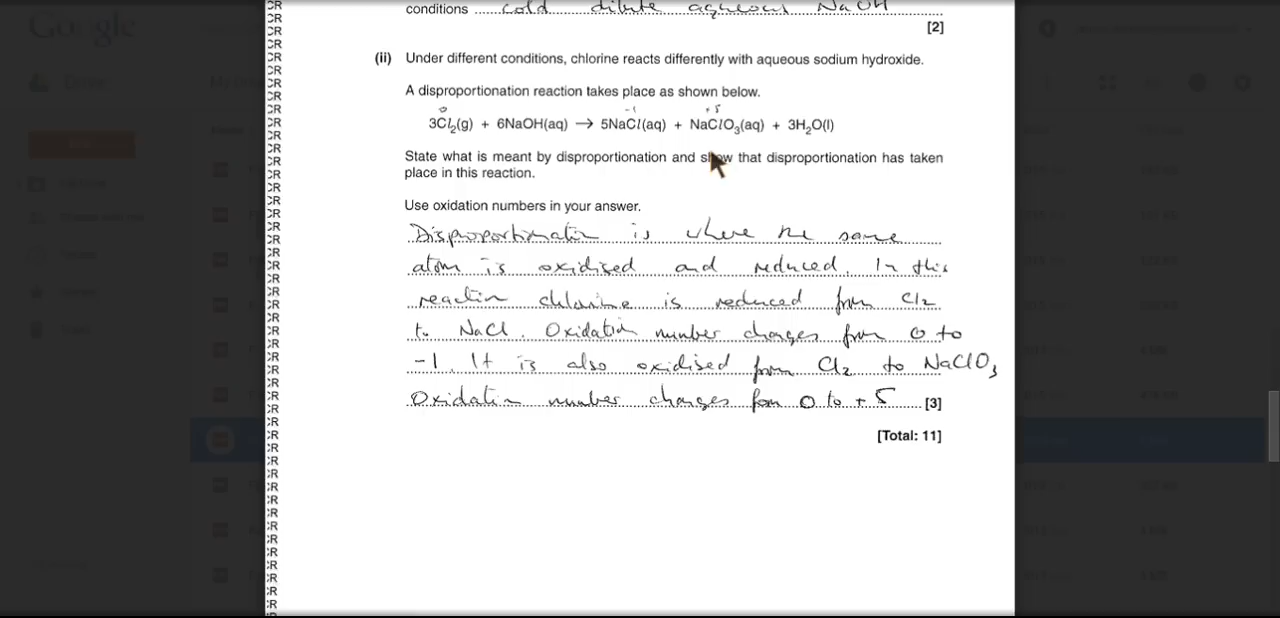 Google
conditions cold dilute aqueous NaOH
[2]
(ii) Under different conditions, chlorine reacts differently with aqueous sodium hydroxide.
A disproportionation reaction takes place as shown below.
0 -1 +5
3Cl₂(g) + 6NaOH(aq) → 5NaCl(aq) + NaClO₃(aq) + 3H₂O(l)
State what is meant by disproportionation and show that disproportionation has taken
place in this reaction.
Use oxidation numbers in your answer.
Disproportionation is where the same
atom is oxidised and reduced. In this
reaction chlorine is reduced from Cl₂
to NaCl. Oxidation number changes from 0 to
-1. It is also oxidised from Cl₂ to NaClO₃
Oxidation number changes from 0 to +5 [3]
[Total: 11]